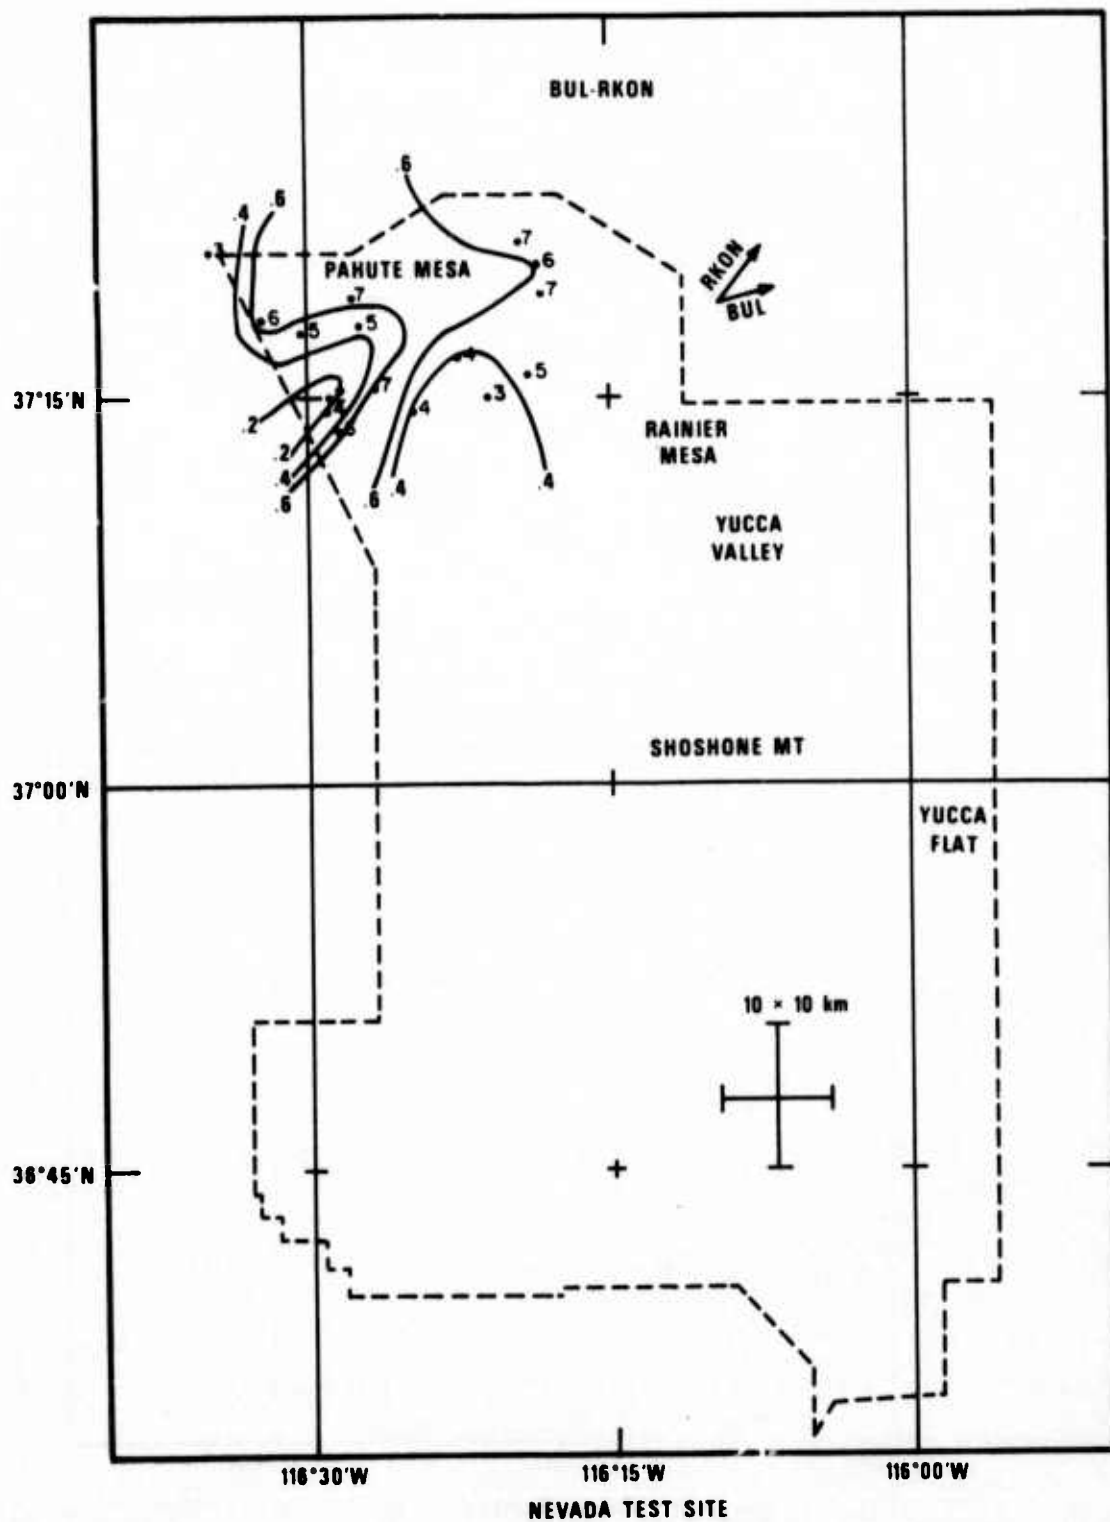 BUL-RKON
.6
.4
.6
.7
.3
.6
PAHUTE MESA
.7
.7
RKON
BUL
.6
.5
.5
.4
.5
.7
.3
37°15'N
.4
.2
RAINIER
MESA
.2
.4
.4
.4
.6
.6
YUCCA
VALLEY
SHOSHONE MT
37°00'N
YUCCA
FLAT
10 × 10 km
36°45'N
116°30'W
116°15'W
116°00'W
NEVADA TEST SITE